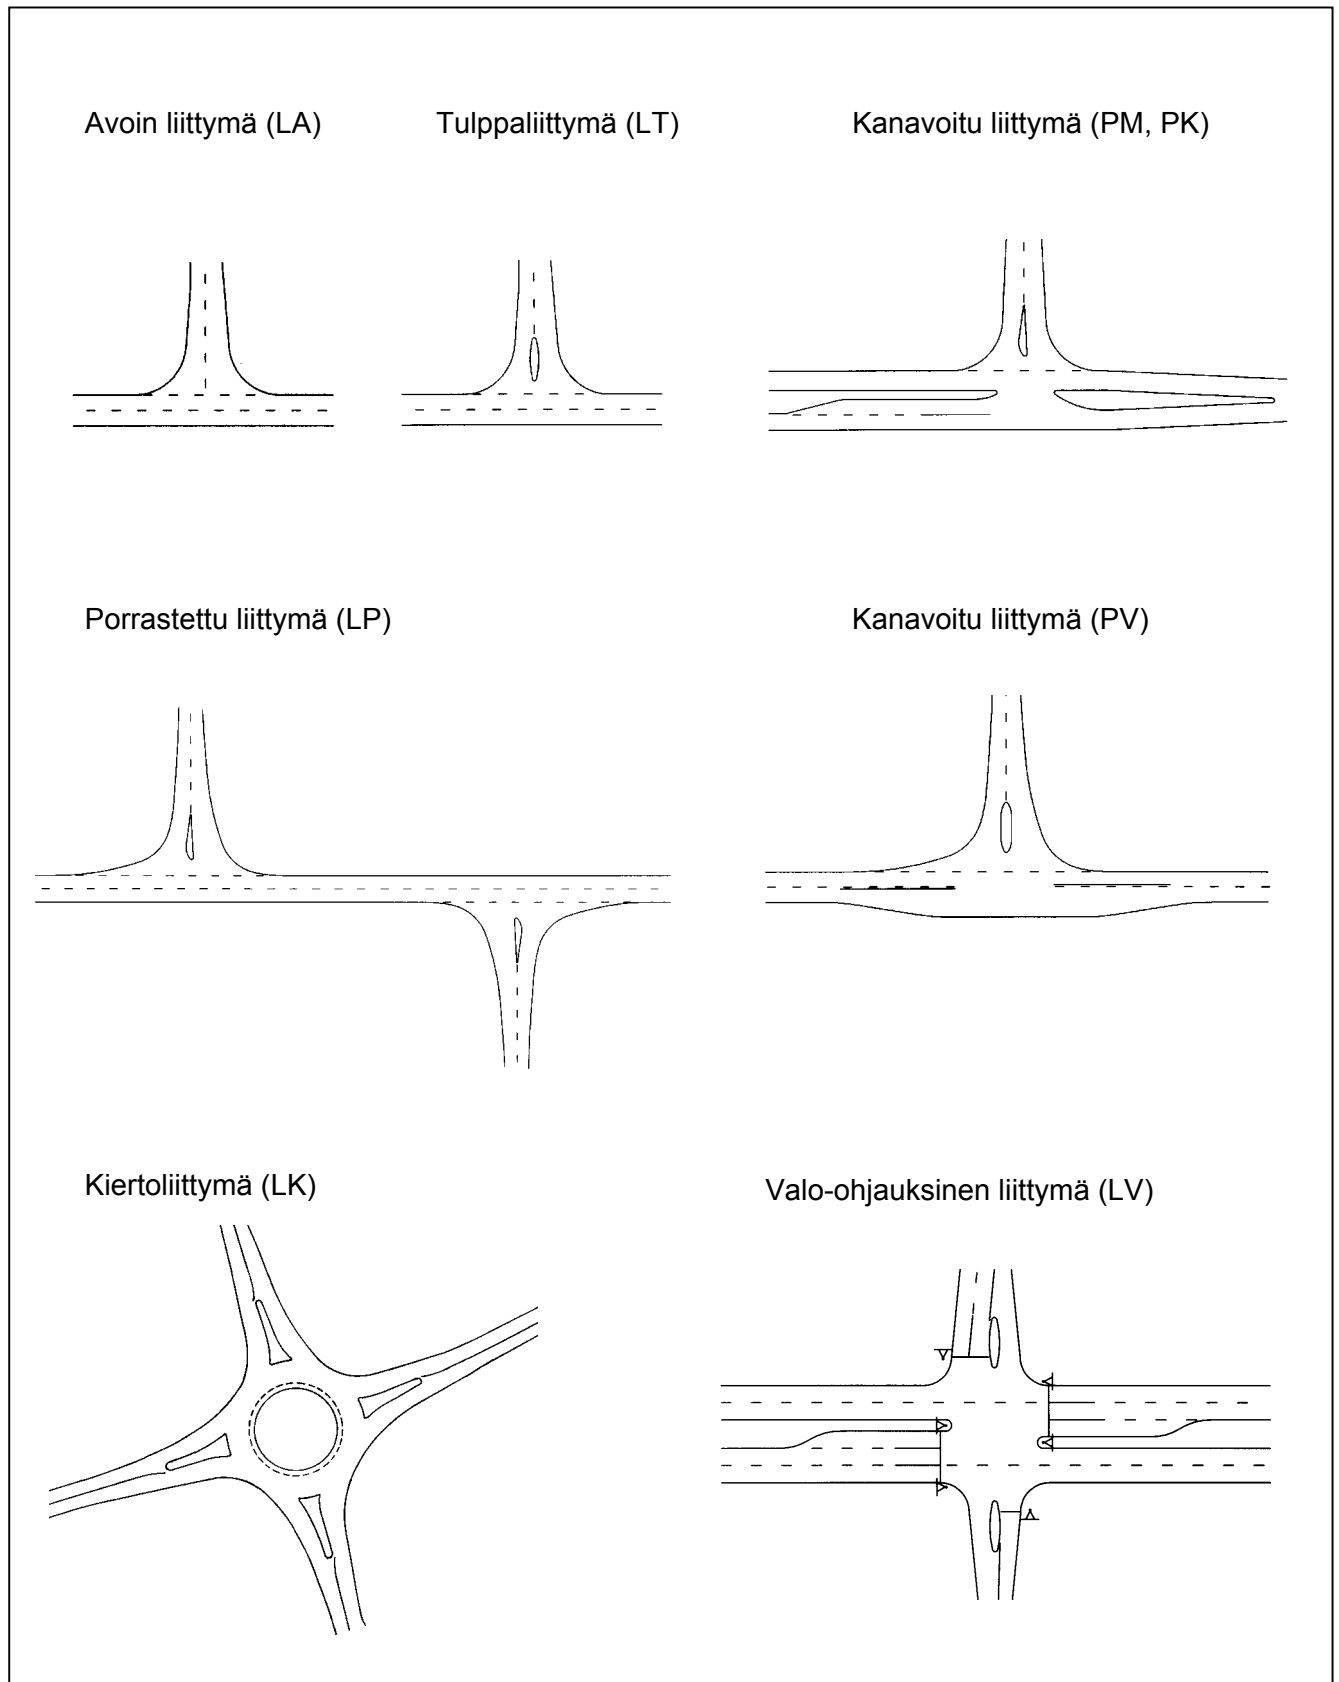 Avoin liittymä (LA)
Tulppaliittymä (LT)
Kanavoitu liittymä (PM, PK)
Porrastettu liittymä (LP)
Kanavoitu liittymä (PV)
Kiertoliittymä (LK)
Valo-ohjauksinen liittymä (LV)